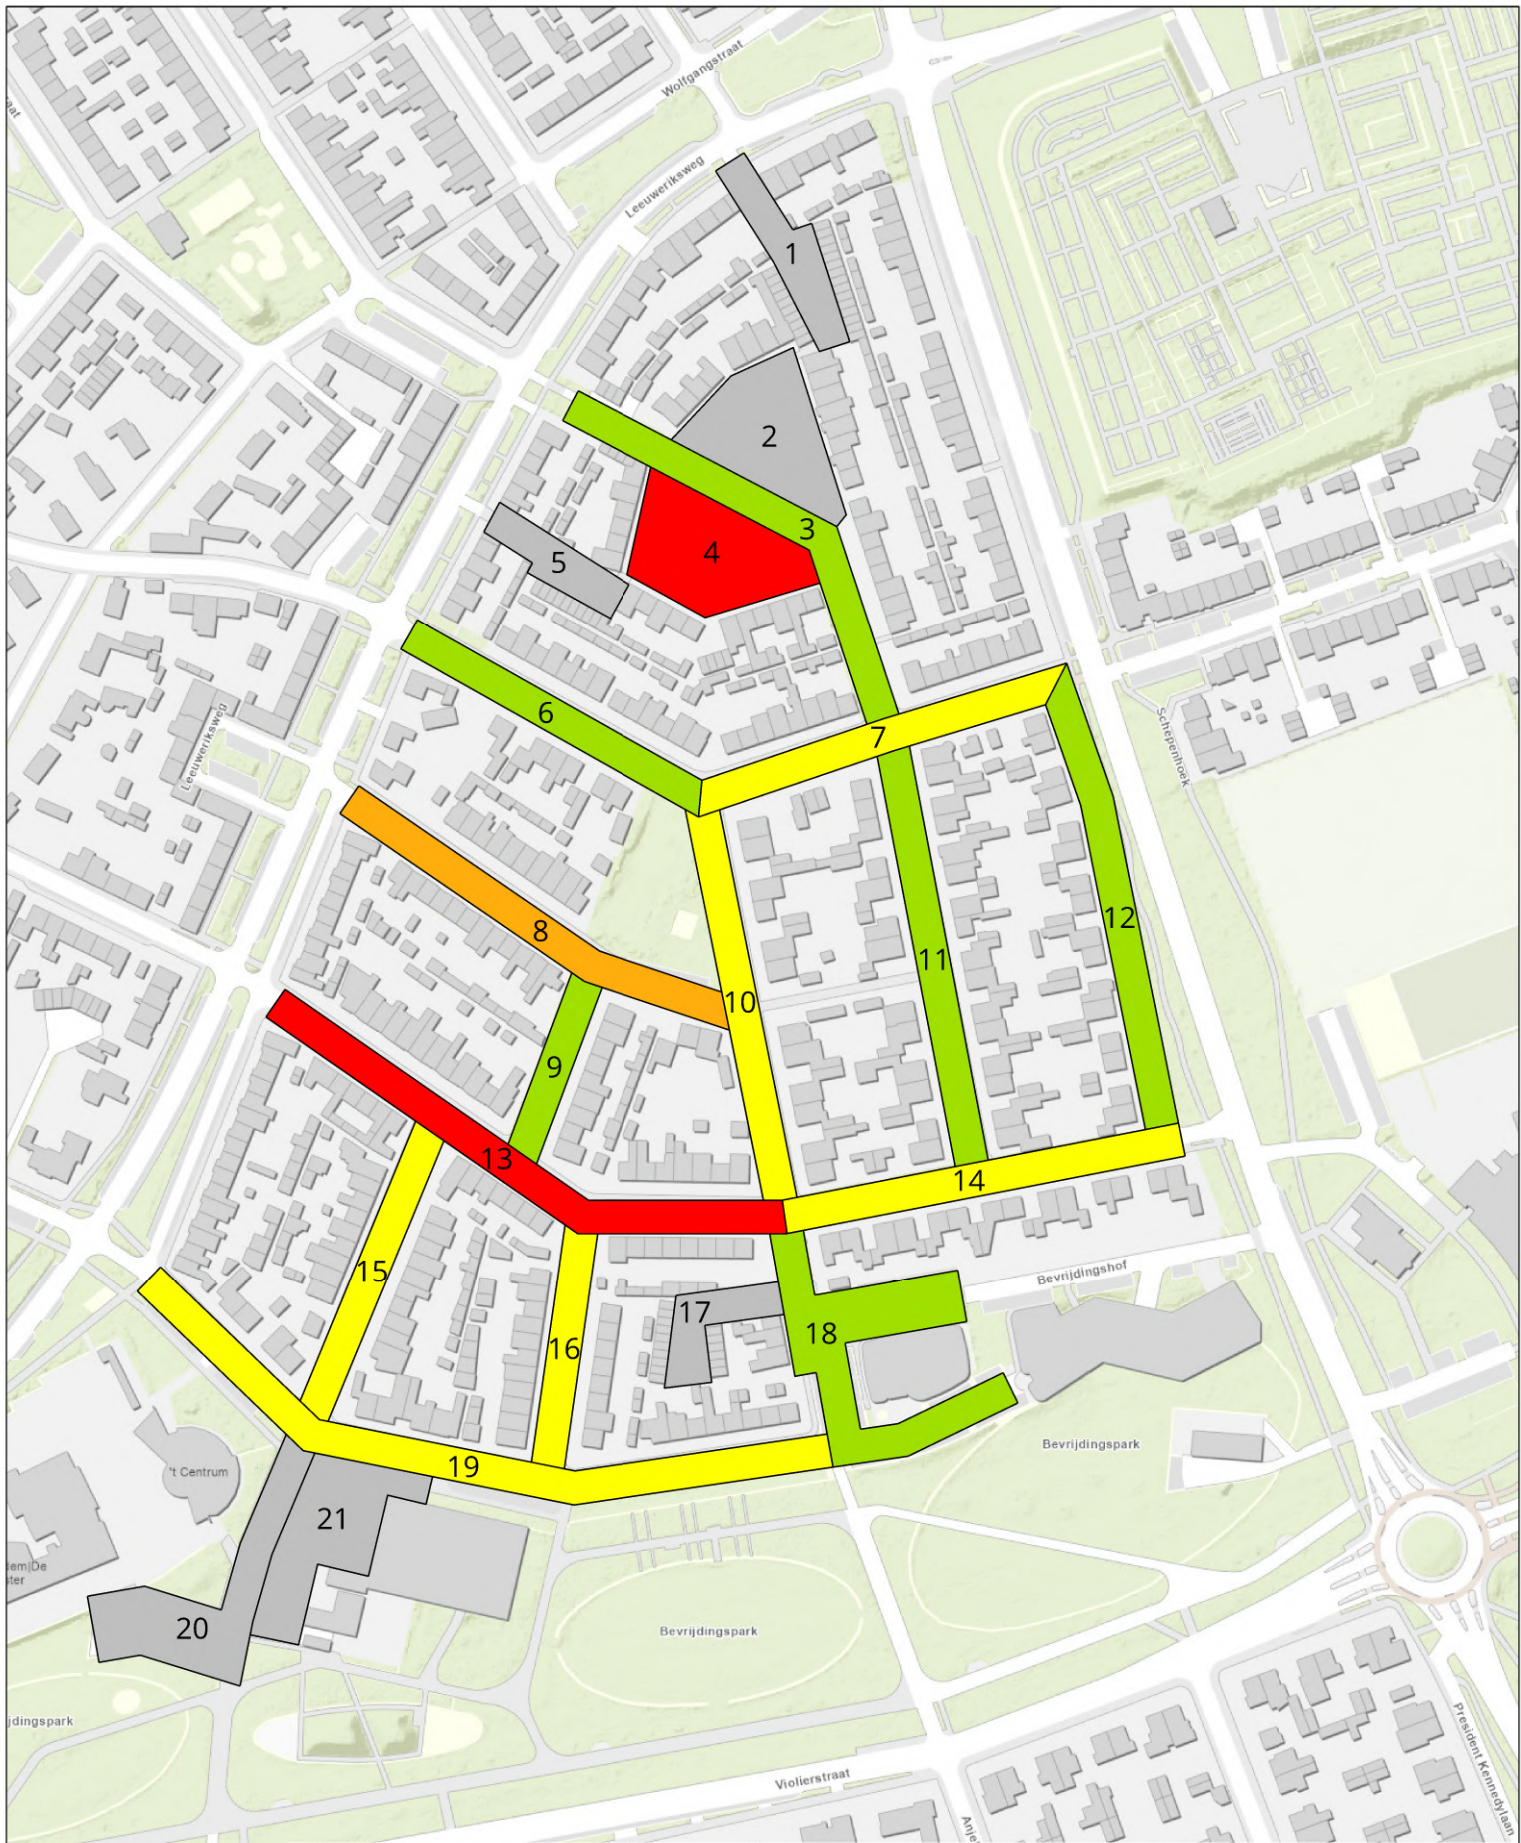 Wolfgangstraat
Leeuweriksweg
1
2
3
4
5
6
7
Schepenhoek
Leeuweriksweg
8
12
11
10
9
13
14
15
Bevrijdingshof
17
18
16
Bevrijdingspark
19
't Centrum
21
20
Bevrijdingspark
Violierstraat
President Kennedylaan